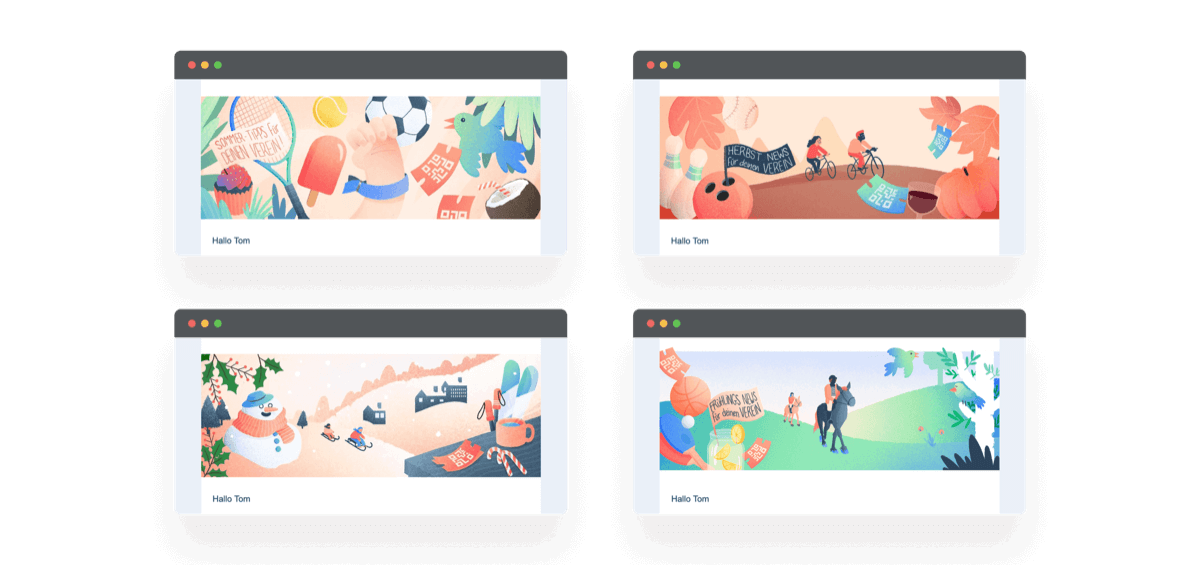 SOMMER-TIPPS für
DEINEN VEREIN!
Hallo Tom
HERBST NEWS
für deinen VEREIN
Hallo Tom
Hallo Tom
FRÜHLINGS NEWS
für deinen VEREIN
Hallo Tom